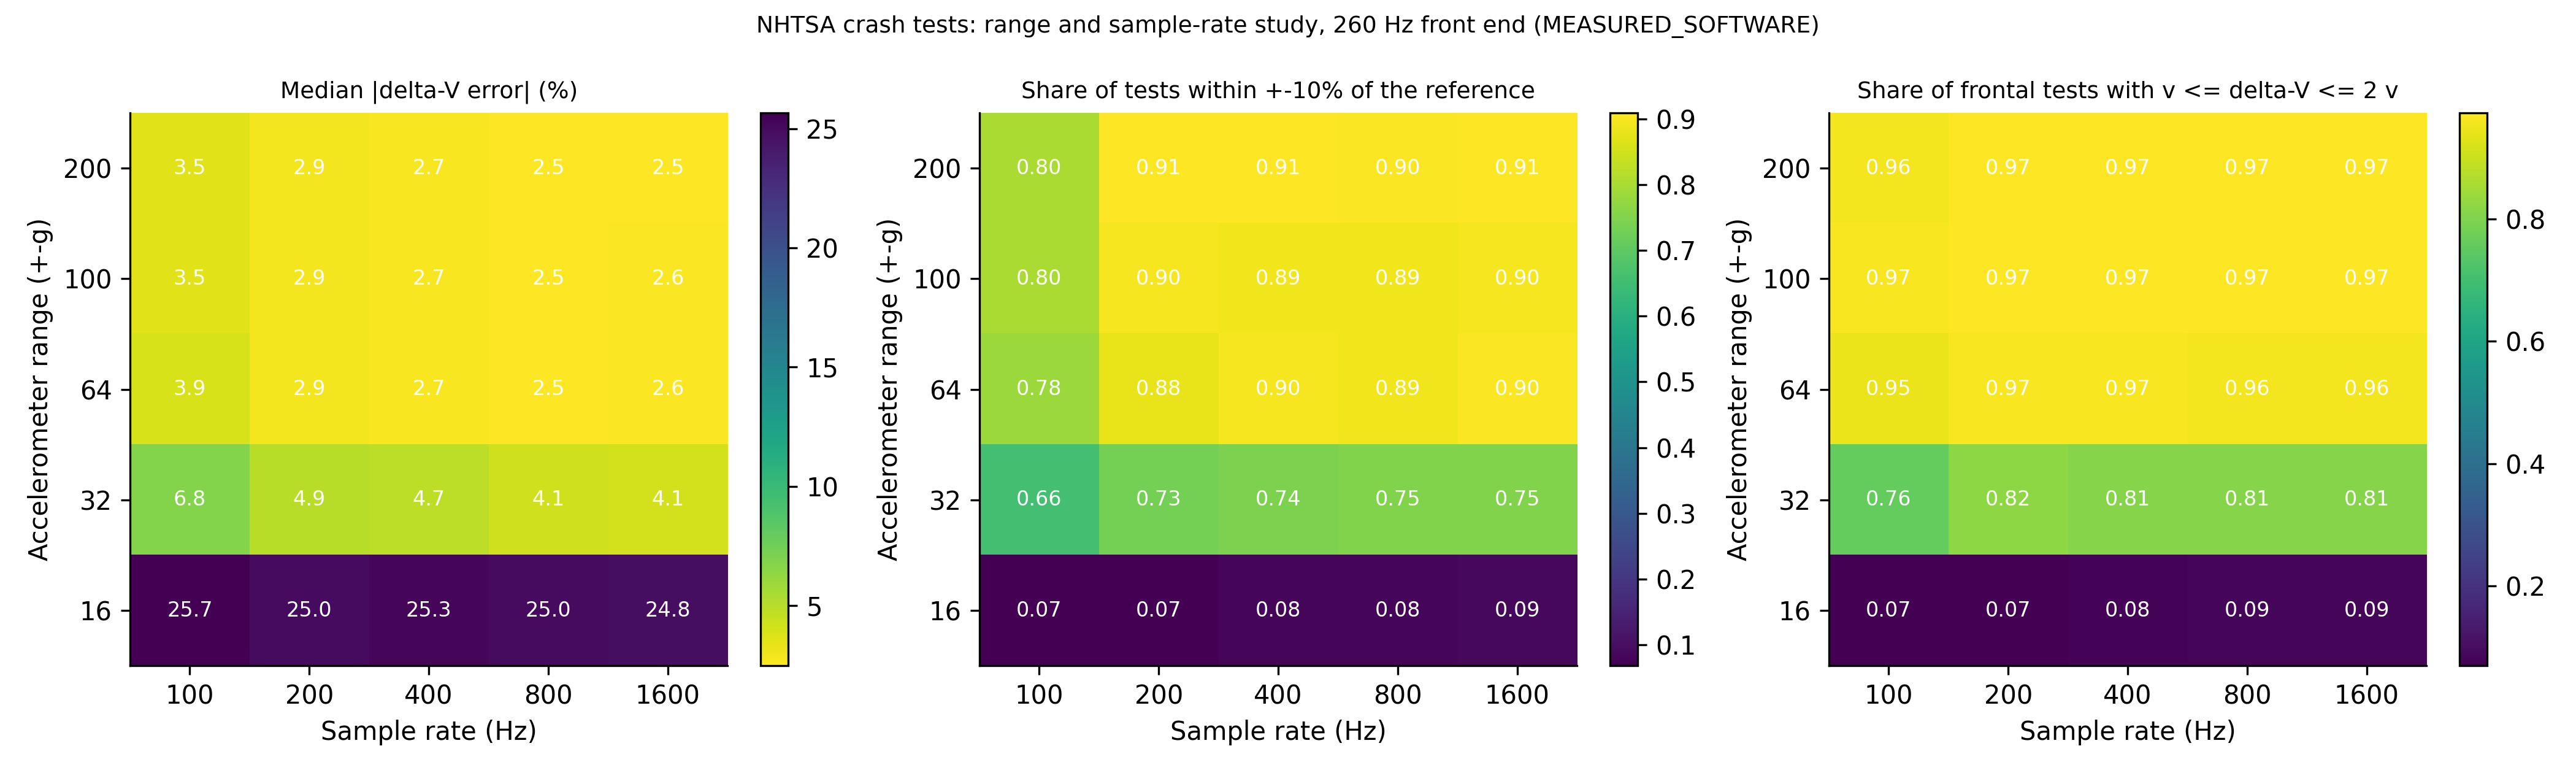 NHTSA crash tests: range and sample-rate study, 260 Hz front end (MEASURED_SOFTWARE)
Median |delta-V error| (%)
Accelerometer range (+-g)
200 3.5 2.9 2.7 2.5 2.5
100 3.5 2.9 2.7 2.5 2.6
64 3.9 2.9 2.7 2.5 2.6
32 6.8 4.9 4.7 4.1 4.1
16 25.7 25.0 25.3 25.0 24.8
100 200 400 800 1600
Sample rate (Hz)
25
20
15
10
5
Share of tests within +-10% of the reference
Accelerometer range (+-g)
200 0.80 0.91 0.91 0.90 0.91
100 0.80 0.90 0.89 0.89 0.90
64 0.78 0.88 0.90 0.89 0.90
32 0.66 0.73 0.74 0.75 0.75
16 0.07 0.07 0.08 0.08 0.09
100 200 400 800 1600
Sample rate (Hz)
0.9
0.8
0.7
0.6
0.5
0.4
0.3
0.2
0.1
Share of frontal tests with v <= delta-V <= 2 v
Accelerometer range (+-g)
200 0.96 0.97 0.97 0.97 0.97
100 0.97 0.97 0.97 0.97 0.97
64 0.95 0.97 0.97 0.96 0.96
32 0.76 0.82 0.81 0.81 0.81
16 0.07 0.07 0.08 0.09 0.09
100 200 400 800 1600
Sample rate (Hz)
0.8
0.6
0.4
0.2